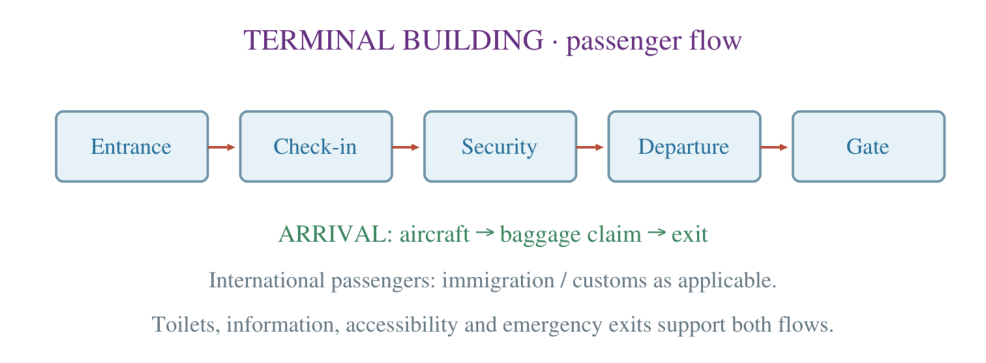 TERMINAL BUILDING · passenger flow
Entrance → Check-in → Security → Departure → Gate
ARRIVAL: aircraft → baggage claim → exit
International passengers: immigration / customs as applicable.
Toilets, information, accessibility and emergency exits support both flows.